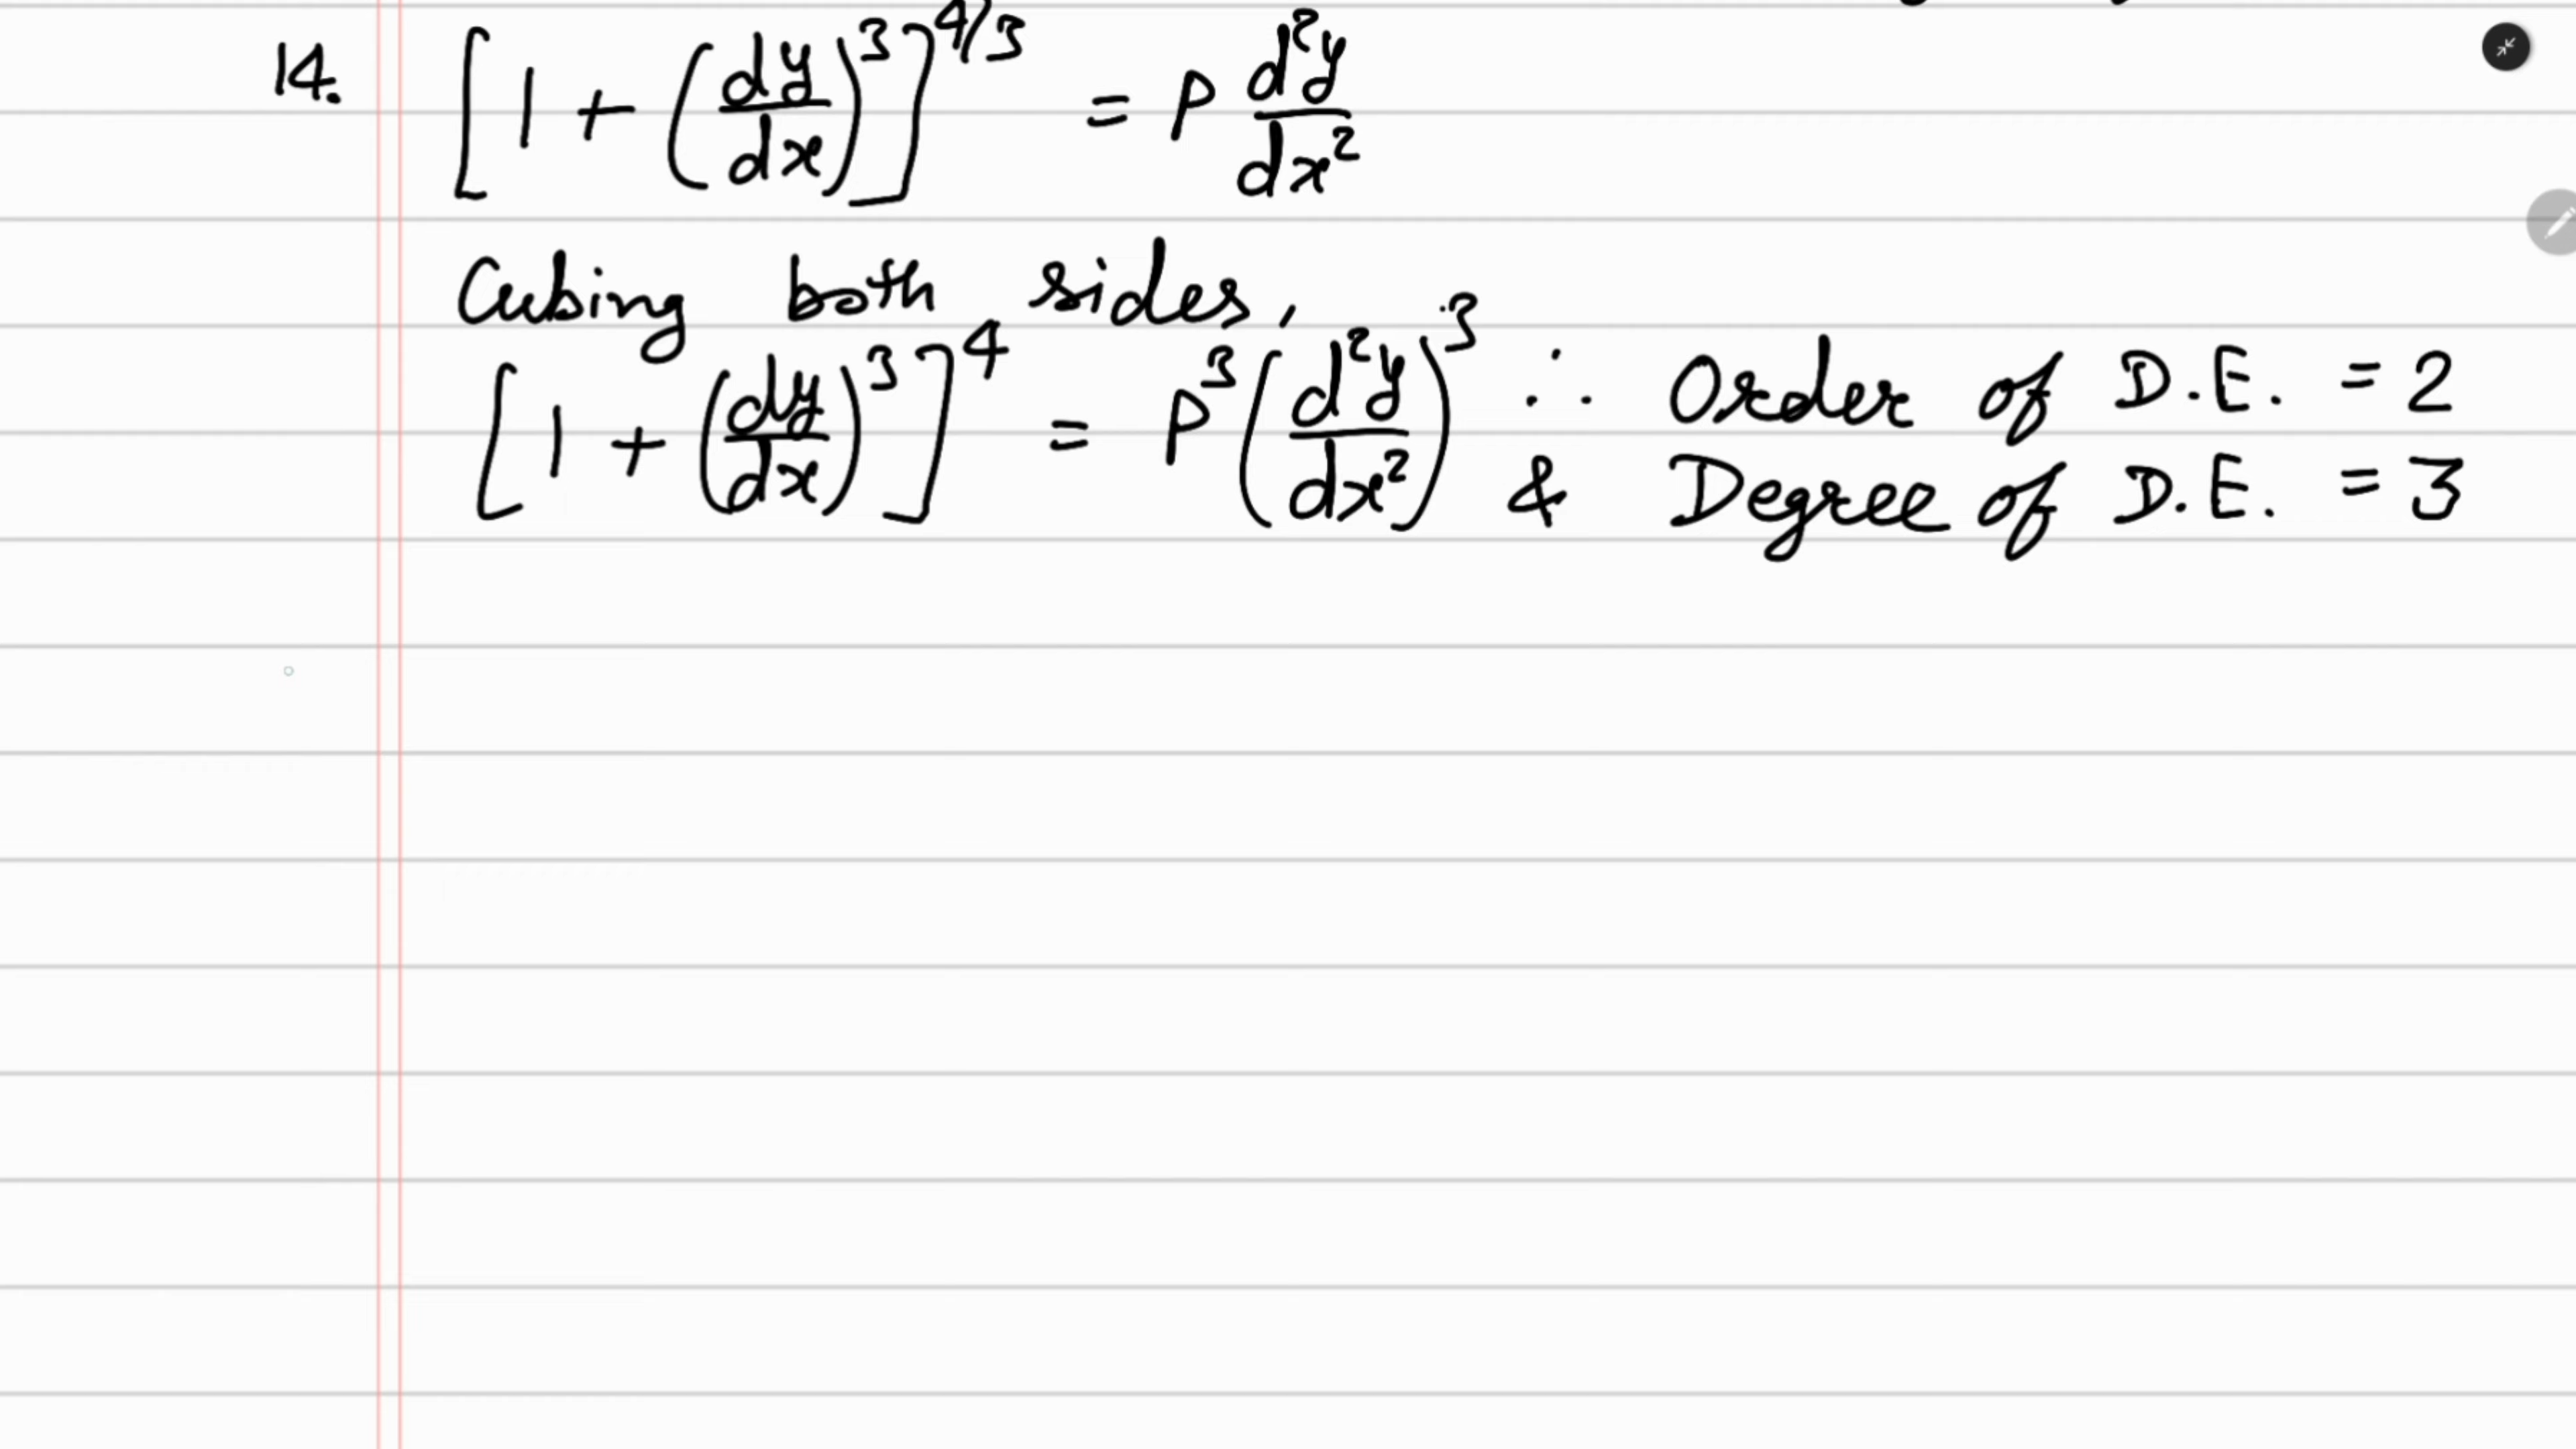 14. [1 + (dy/dx)³]^4/3 = P d²y/dx²
Cubing both sides,
[1 + (dy/dx)³]⁴ = P³(d²y/dx²)³ ∴ Order of D.E. = 2
& Degree of D.E. = 3